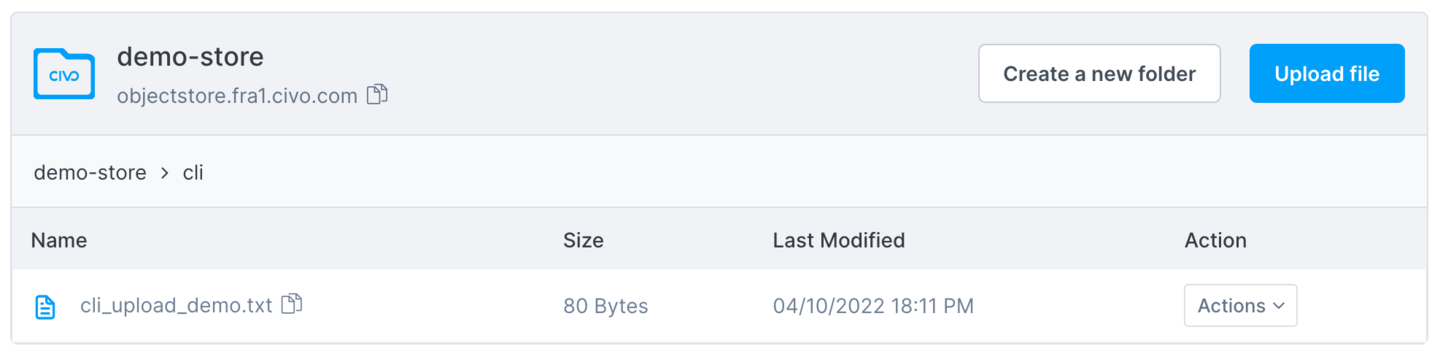 CIVO
demo-store
objectstore.fra1.civo.com
Create a new folder
Upload file
demo-store > cli
Name Size Last Modified Action
cli_upload_demo.txt 80 Bytes 04/10/2022 18:11 PM Actions